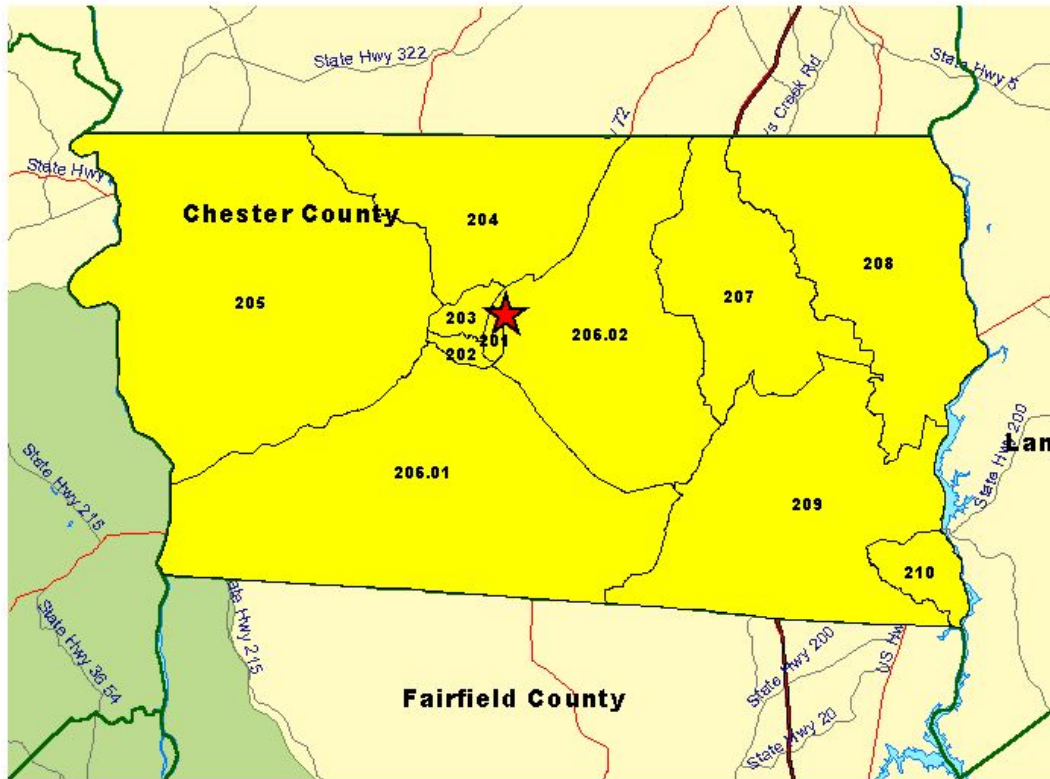 State Hwy 322
State Hwy 5
72
s Creek Rd
State Hwy
Chester County
204
208
205
207
203
206.02
201
202
State Hwy 200
Lan
206.01
State Hwy 215
209
210
State Hwy 215
State Hwy 200
US Hw
State Hwy 36 54
Fairfield County
State Hwy 20